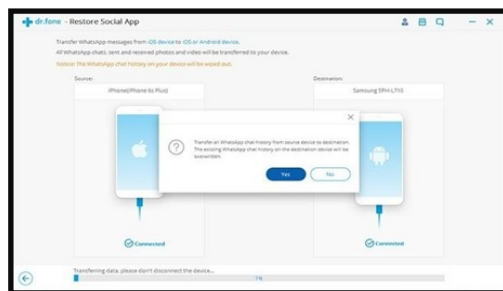 dr.fone - Restore Social App
Transfer WhatsApp messages from iOS device to iOS or Android device.
All WhatsApp chats, sent and received photos and video will be transferred to your device.
Notice: The WhatsApp chat history on your device will be wiped out.
Source: Destination:
iPhone(iPhone 6s Plus) Samsung SPH-L710
Transfer all WhatsApp chat history from source device to destination.
The existing WhatsApp chat history on the destination device will be
overwritten.
Yes No
Connected Connected
Transferring data, please don't disconnect the device...
1%